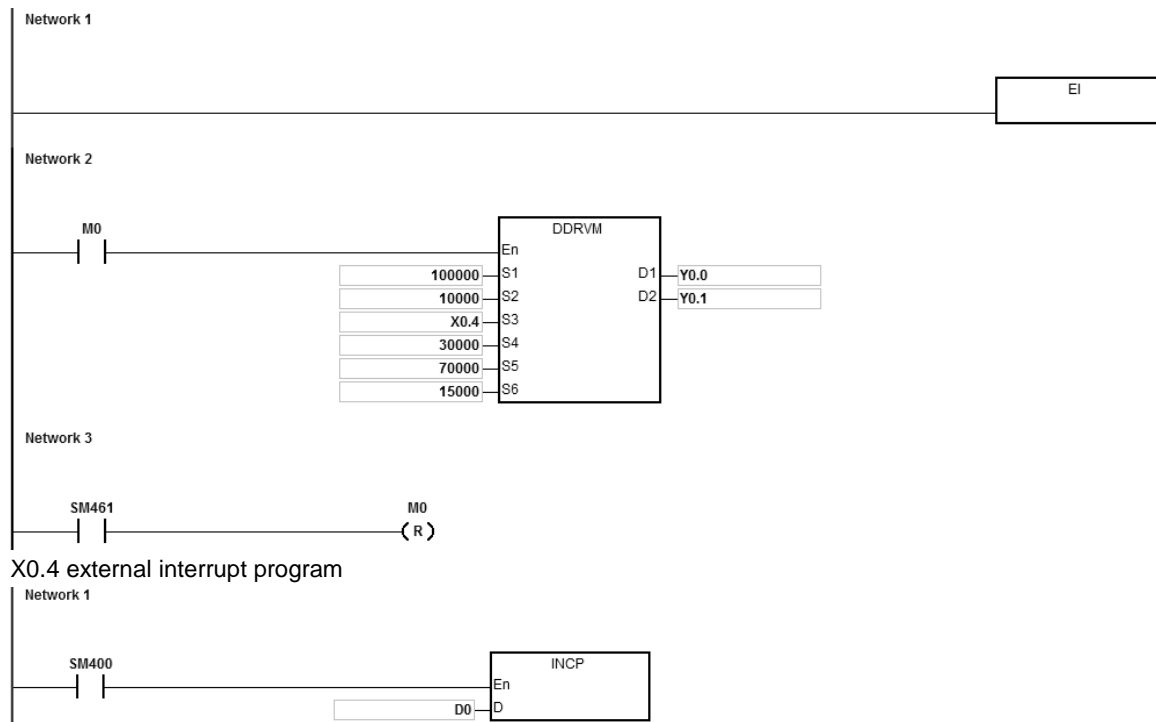 Network 1
EI
Network 2
M0
DDRVM
En
100000 S1 D1 Y0.0
10000 S2 D2 Y0.1
X0.4 S3
30000 S4
70000 S5
15000 S6
Network 3
SM461 M0
( R )
X0.4 external interrupt program
Network 1
SM400 INCP
En
D0 D